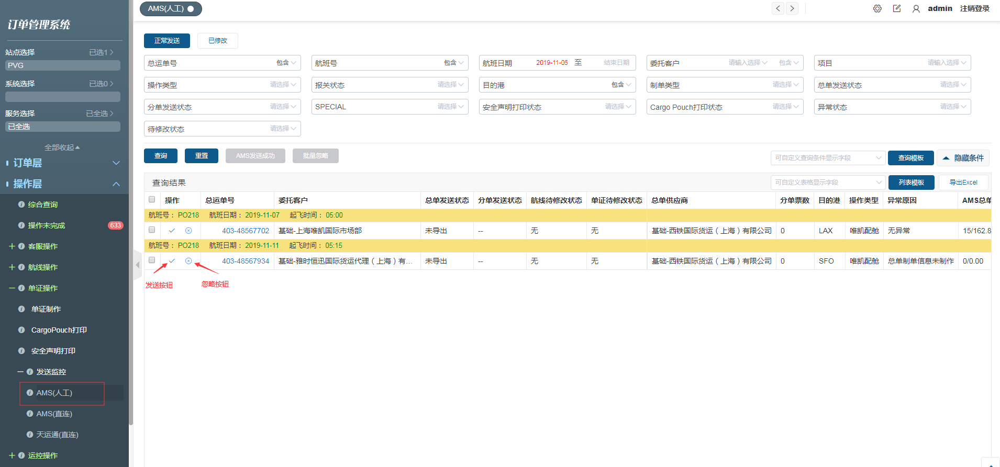 订单管理系统
站点选择 已选1
PVG
系统选择 已选0
服务选择 已全选
已全选
全部收起
订单层
操作层
综合查询
操作未完成 633
客服操作
航线操作
单证操作
单证制作
CargoPouch打印
安全声明打印
发送监控
AMS(人工)
AMS(直连)
天运通(直连)
运控操作
AMS(人工)
admin 注销登录
正常发送 已修改
总运单号 包含 航班号 包含 航班日期 2019-11-05 至 结束日期 委托客户 请输入选择 包含 项目 请输入选择
操作类型 请选择 报关状态 请选择 目的港 包含 制单类型 请选择 总单发送状态 请选择
分单发送状态 请选择 SPECIAL 请选择 安全声明打印状态 请选择 Cargo Pouch打印状态 请选择 异常状态 请选择
待修改状态 请选择
查询 重置 AMS发送成功 批量忽略 可自定义查询条件显示字段 查询模板 隐藏条件
查询结果 可自定义表格显示字段 列表模板 导出Excel
操作 总运单号 委托客户 总单发送状态 分单发送状态 航线待修改状态 单证待修改状态 总单供应商 分单票数 目的港 操作类型 异常原因 AMS总单
航班号： PO218 航班日期： 2019-11-07 起飞时间： 05:00
403-48567702 基础-上海唯凯国际市场部 未导出 -- 无 无 基础-西铁国际货运（上海）有限公司 0 LAX 唯凯配舱 无异常 15/162.8
航班号： PO218 航班日期： 2019-11-11 起飞时间： 05:15
403-48567934 基础-雅时恒迅国际货运代理（上海）有... 未导出 -- 无 无 基础-西铁国际货运（上海）有限公司 0 SFO 唯凯配舱 总单制单信息未制作 0/0.00
发送按钮 忽略按钮